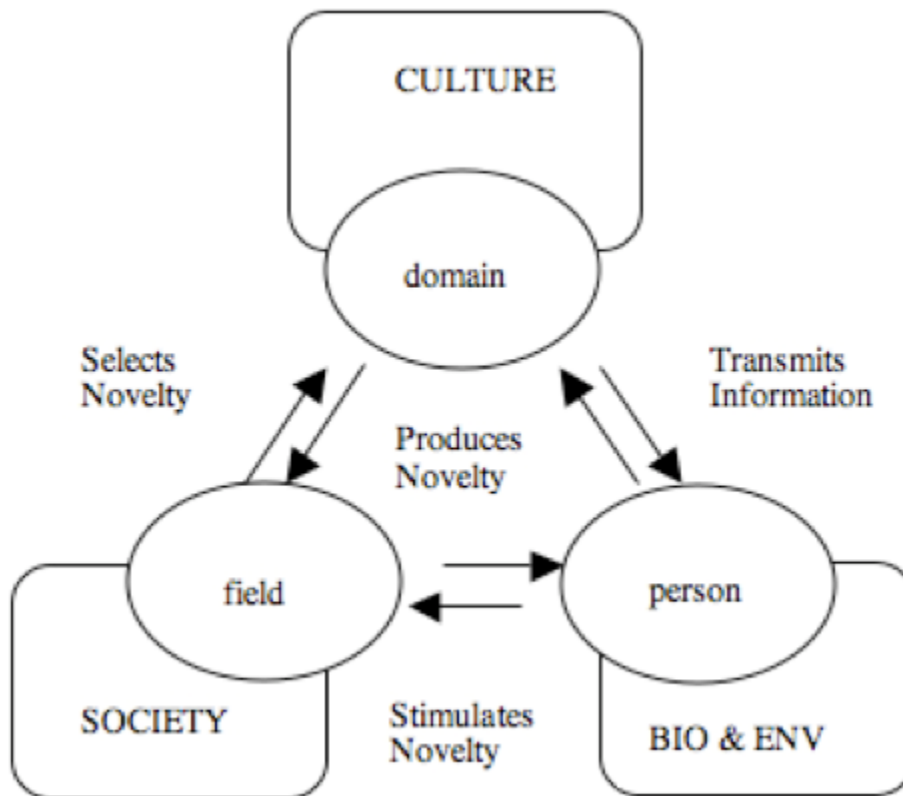 CULTURE
domain
Selects
Novelty
Transmits
Information
Produces
Novelty
field
person
SOCIETY
Stimulates
Novelty
BIO & ENV